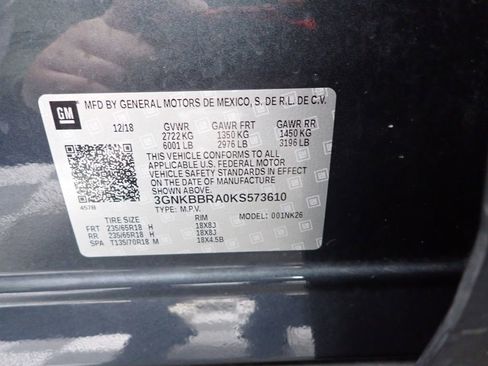 GM
MFD BY GENERAL MOTORS DE MEXICO, S. DE R.L. DE C.V.
12/18 GVWR GAWR FRT GAWR RR
2722 KG 1350 KG 1450 KG
6001 LB 2976 LB 3196 LB
THIS VEHICLE CONFORMS TO ALL
APPLICABLE U.S. FEDERAL MOTOR
VEHICLE SAFETY STANDARDS IN EFFECT
ON THE DATE OF MANUFACTURE
SHOWN ABOVE.
3GNKBBRA0KS573610
TYPE: M.P.V. MODEL: 001NK26
457B
TIRE SIZE RIM
FRT 235/65R18 H 18X8J
RR 235/65R18 H 18X8J
SPA T135/70R18 M 18X4.5B